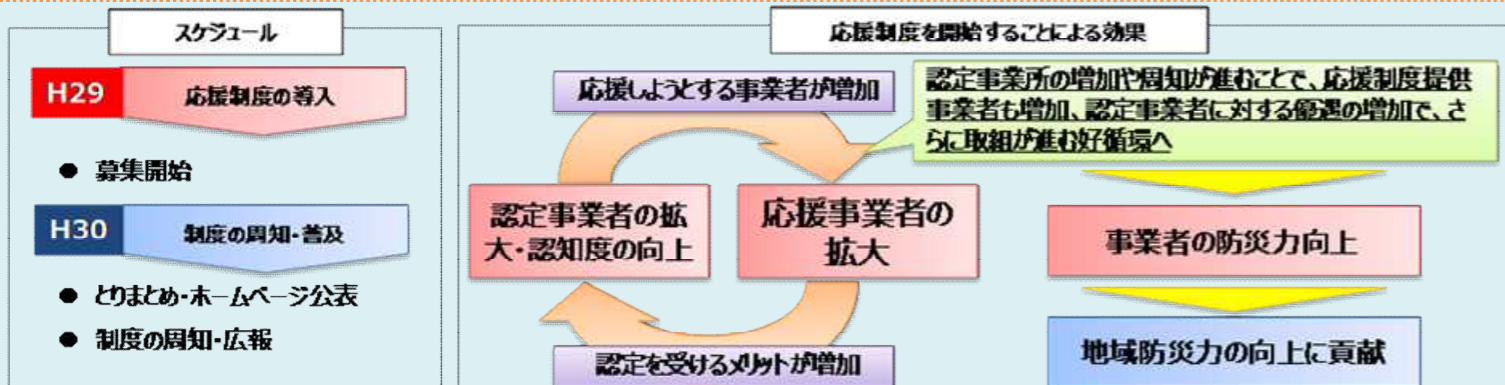 スケジュール
H29
応援制度の導入
● 募集開始
H30
制度の周知・普及
● とりまとめ・ホームページ公表
● 制度の周知・広報
応援制度を開始することによる効果
応援しようとする事業者が増加
認定事業所の増加や周知が進むことで、応援制度提供
事業者も増加、認定事業者に対する優遇の増加で、さ
らに取組が進む好循環へ
認定事業者の拡
大・認知度の向上
応援事業者の
拡大
認定を受けるメリットが増加
事業者の防災力向上
地域防災力の向上に貢献